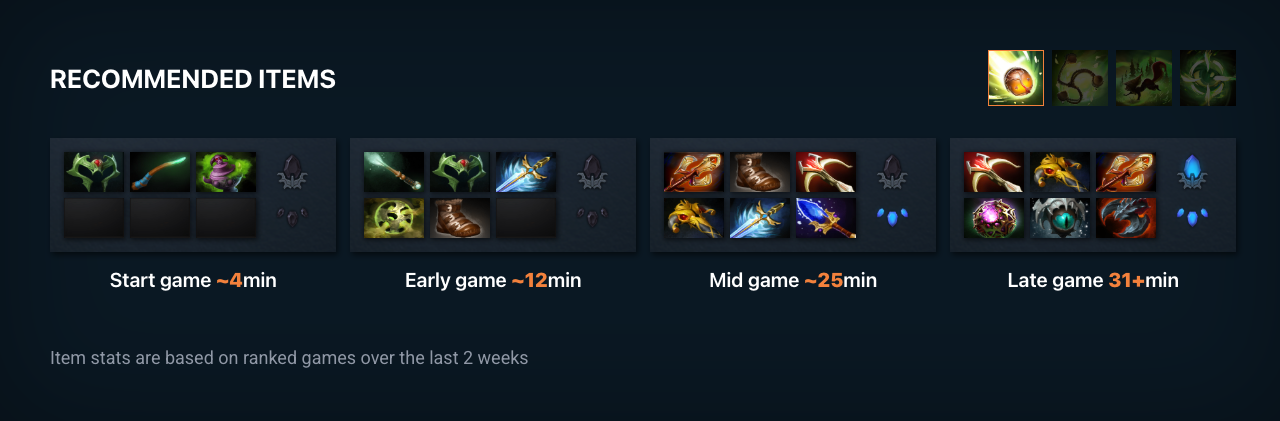 RECOMMENDED ITEMS
Start game ~4min
Early game ~12min
Mid game ~25min
Late game 31+min
Item stats are based on ranked games over the last 2 weeks